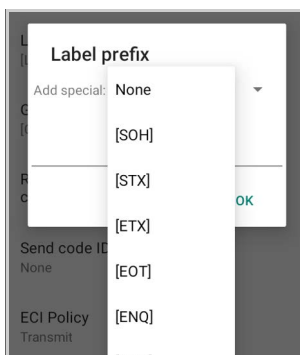 Label prefix
Add special: None
[SOH]
[STX]
[ETX]
OK
[EOT]
[ENQ]
Send code ID
None
ECI Policy
Transmit